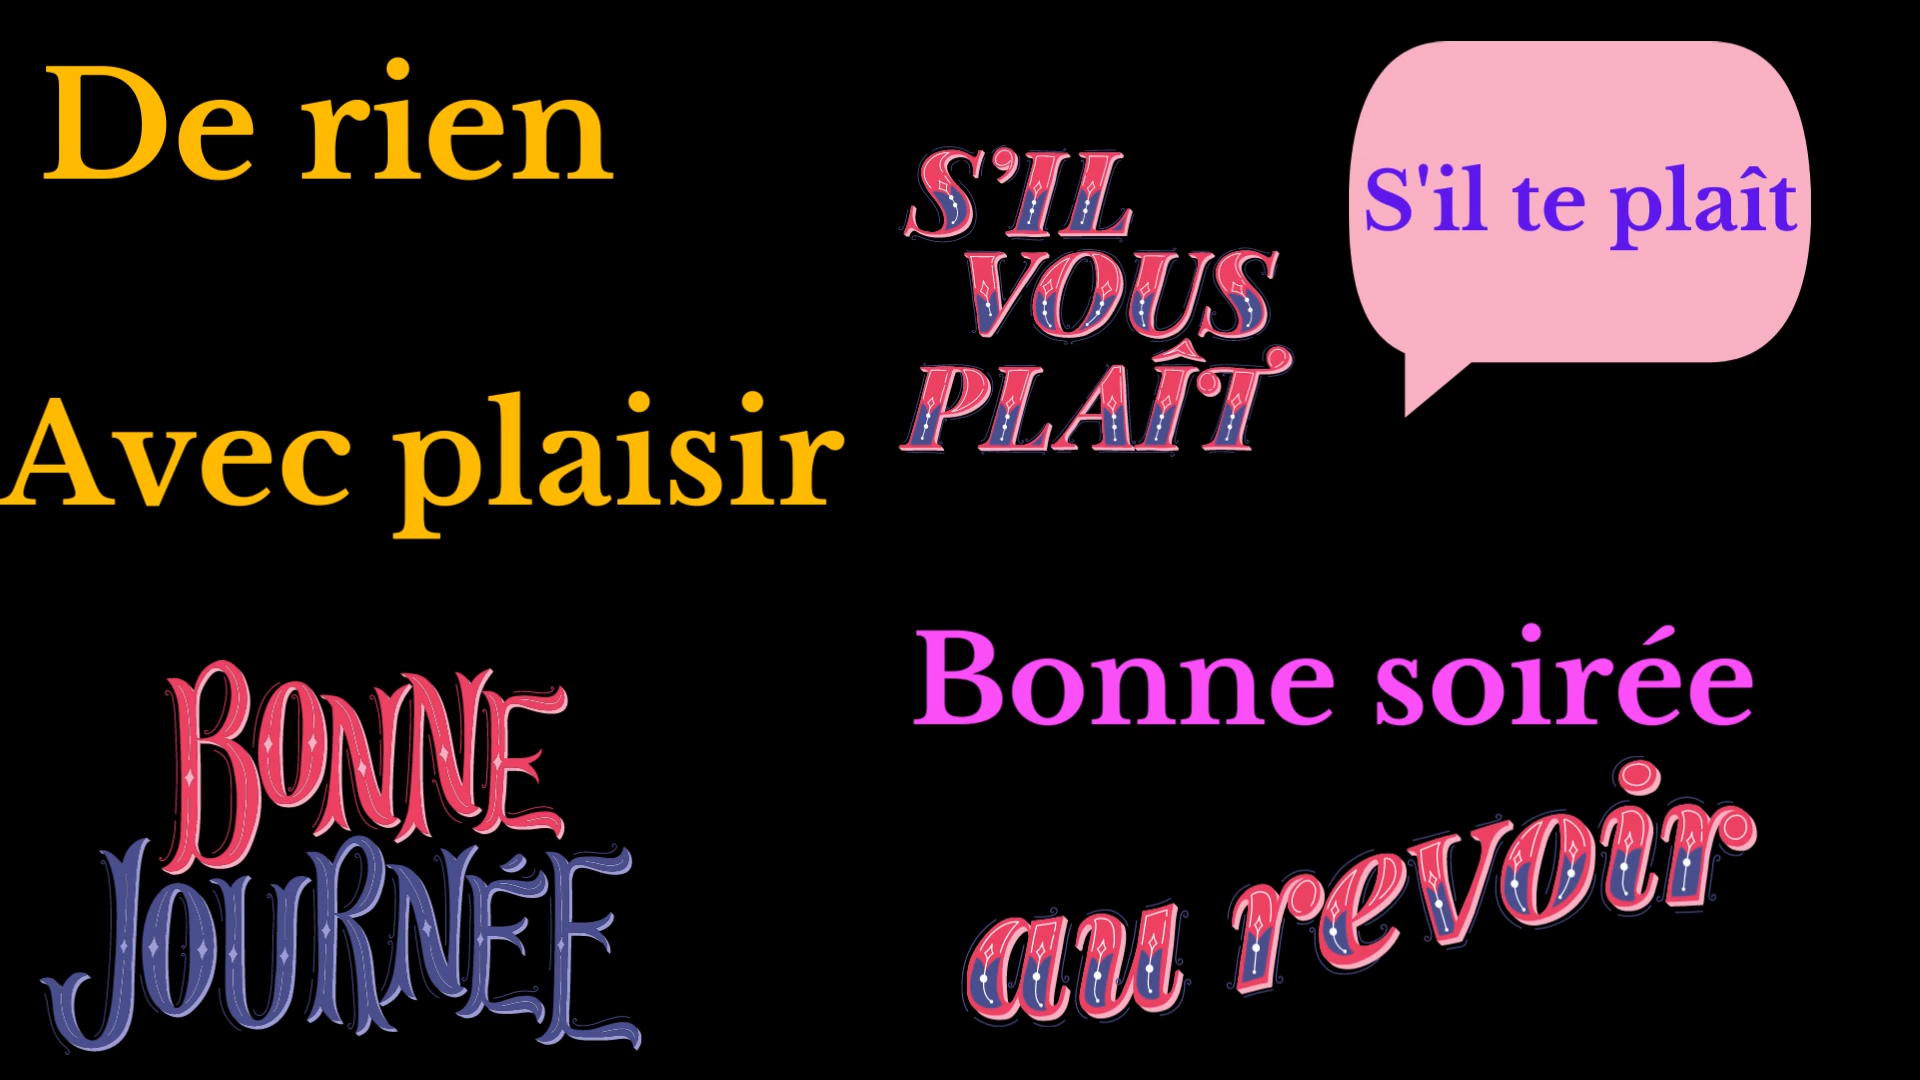 De rien
Avec plaisir
S’IL
VOUS
PLAÎT
S'il te plaît
BONNE
JOURNÉE
Bonne soirée
au revoir